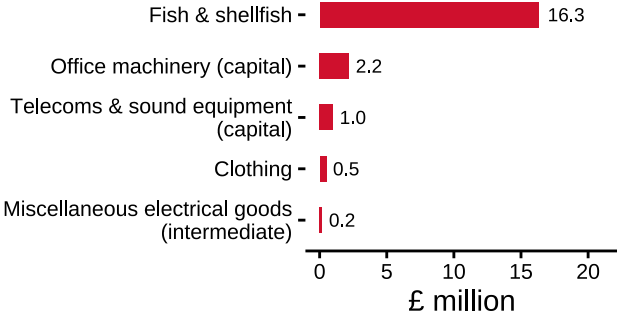 Fish & shellfish
16.3
Office machinery (capital)
2.2
Telecoms & sound equipment
(capital)
1.0
Clothing
0.5
Miscellaneous electrical goods
(intermediate)
0.2
0 5 10 15 20
£ million